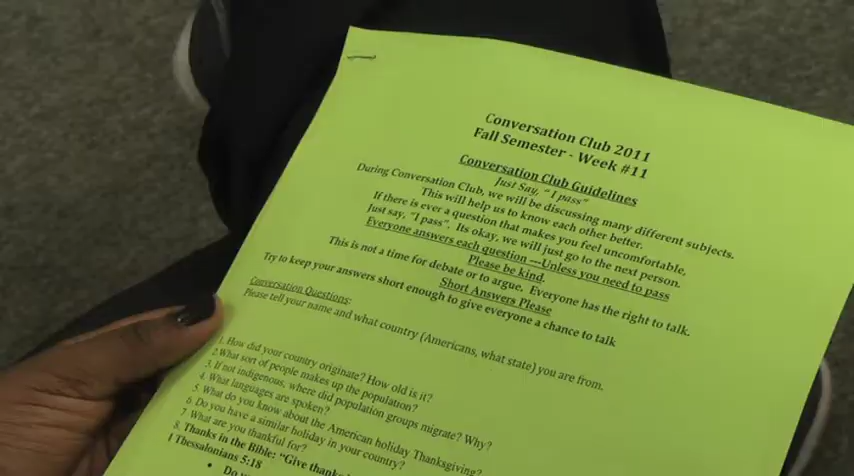 Conversation Club 2011
Fall Semester - Week #11
Conversation Club Guidelines
Just Say, "I pass"
During Conversation Club, we will be discussing many different subjects.
This will help us to know each other better.
If there is ever a question that makes you feel uncomfortable,
Just say, "I pass". Its okay, we will just go to the next person.
Everyone answers each question ---Unless you need to pass
Please be kind.
This is not a time for debate or to argue. Everyone has the right to talk.
Short Answers Please
Try to keep your answers short enough to give everyone a chance to talk
Conversation Questions:
Please tell your name and what country (Americans, what state) you are from.
1. How did your country originate? How old is it?
2. What sort of people makes up the population?
3. If not indigenous, where did population groups migrate? Why?
4. What languages are spoken?
5. What do you know about the American holiday Thanksgiving?
6. Do you have a similar holiday in your country?
7. What are you thankful for?
8. Thanks in the Bible: "Give thanks
1 Thessalonians 5:18
• Do